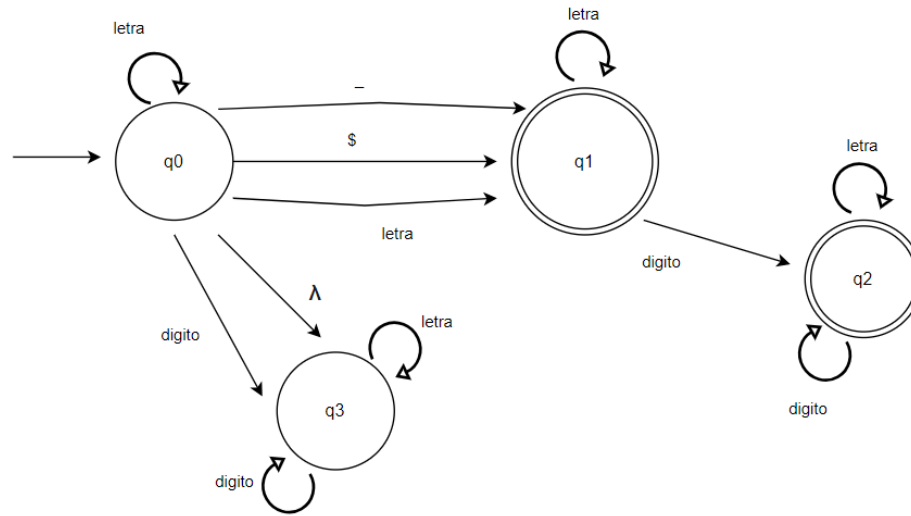 letra
letra
_
$
q0
q1
letra
letra
digito
q2
λ
digito
letra
q3
digito
digito